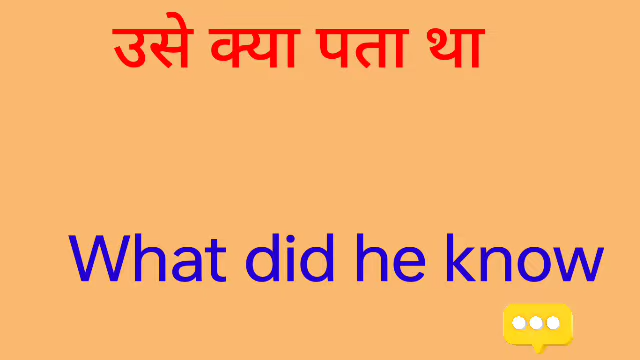 उसे क्या पता था
What did he know